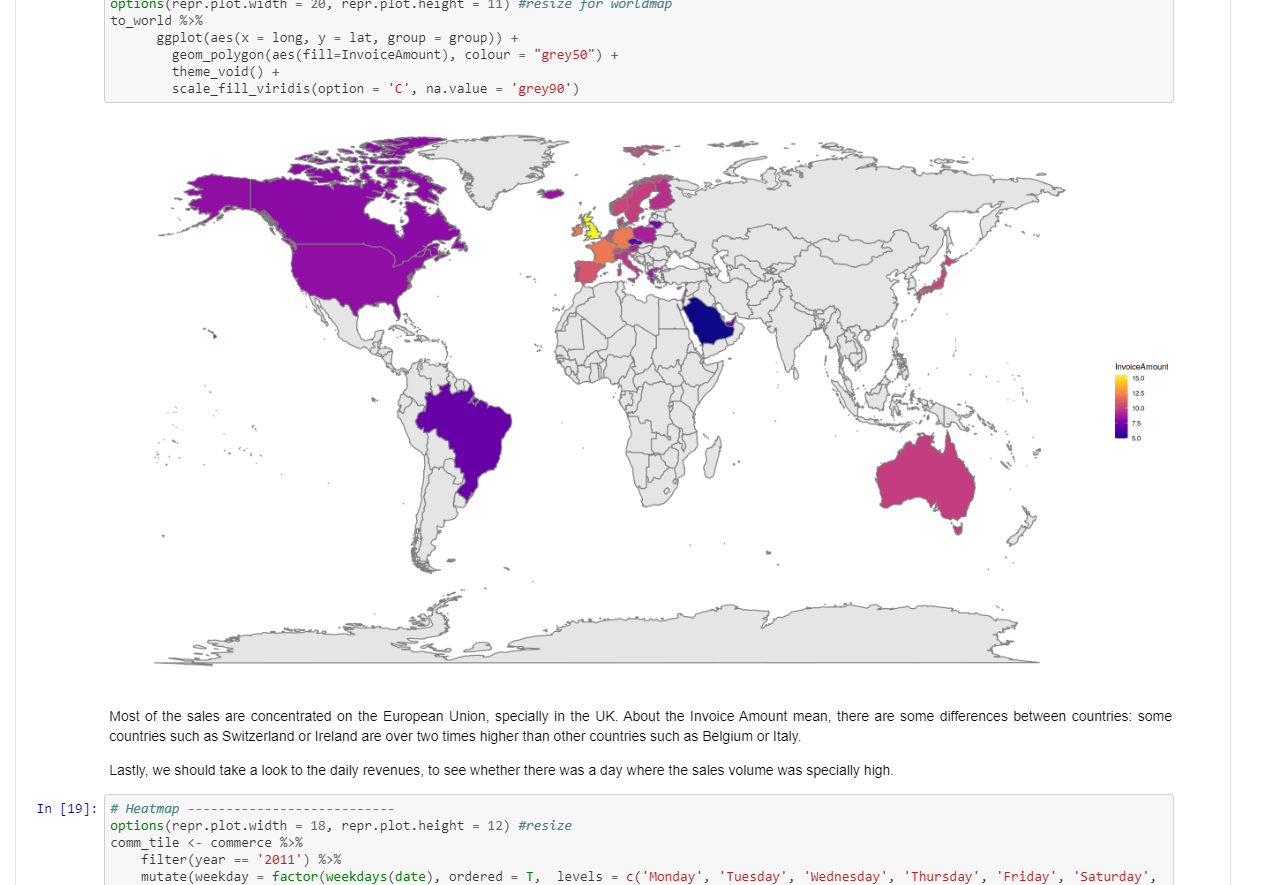 options(repr.plot.width = 20, repr.plot.height = 11) #resize for worldmap
to_world %>%
ggplot(aes(x = long, y = lat, group = group)) +
geom_polygon(aes(fill=InvoiceAmount), colour = "grey50") +
theme_void() +
scale_fill_viridis(option = 'C', na.value = 'grey90')
InvoiceAmount
15.0
12.5
10.0
7.5
5.0
Most of the sales are concentrated on the European Union, specially in the UK. About the Invoice Amount mean, there are some differences between countries: some
countries such as Switzerland or Ireland are over two times higher than other countries such as Belgium or Italy.
Lastly, we should take a look to the daily revenues, to see whether there was a day where the sales volume was specially high.
In [19]: # Heatmap ---------------------------
options(repr.plot.width = 18, repr.plot.height = 12) #resize
comm_tile <- commerce %>%
filter(year == '2011') %>%
mutate(weekday = factor(weekdays(date), ordered = T, levels = c('Monday', 'Tuesday', 'Wednesday', 'Thursday', 'Friday', 'Saturday',